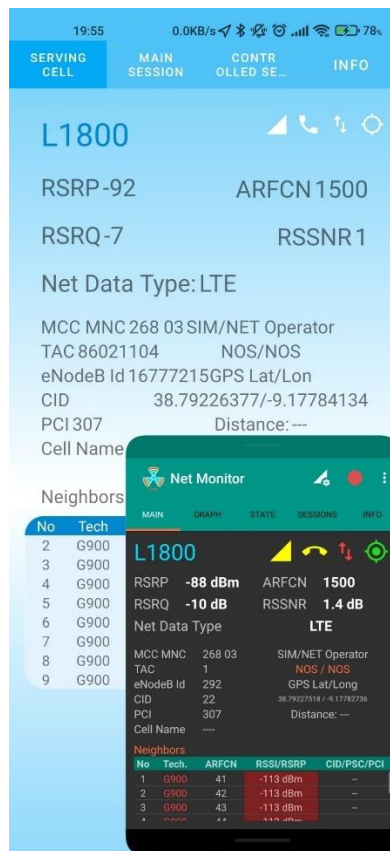 19:55 0.0KB/s 78%
SERVING CELL MAIN SESSION CONTR OLLED SE… INFO
L1800
RSRP -92 ARFCN 1500
RSRQ -7 RSSNR 1
Net Data Type: LTE
MCC MNC 268 03 SIM/NET Operator
TAC 86021104 NOS/NOS
eNodeB Id 16777215 GPS Lat/Lon
CID 38.79226377/-9.17784134
PCI 307 Distance: ---
Cell Name
Neighbors
No Tech
2 G900
3 G900
4 G900
5 G900
6 G900
7 G900
8 G900
9 G900
Net Monitor
MAIN GRAPH STATS SESSIONS INFO
L1800
RSRP -88 dBm ARFCN 1500
RSRQ -10 dB RSSNR 1.4 dB
Net Data Type LTE
MCC MNC 268 03 SIM/NET Operator
TAC 1 NOS / NOS
eNodeB Id 292 GPS Lat/Long
CID 22 38.79227518 / -9.17782736
PCI 307 Distance: ---
Cell Name ---
Neighbors
No Tech. ARFCN RSSI/RSRP CID/PSC/PCI
1 G900 41 -113 dBm --
2 G900 42 -113 dBm --
3 G900 43 -113 dBm --